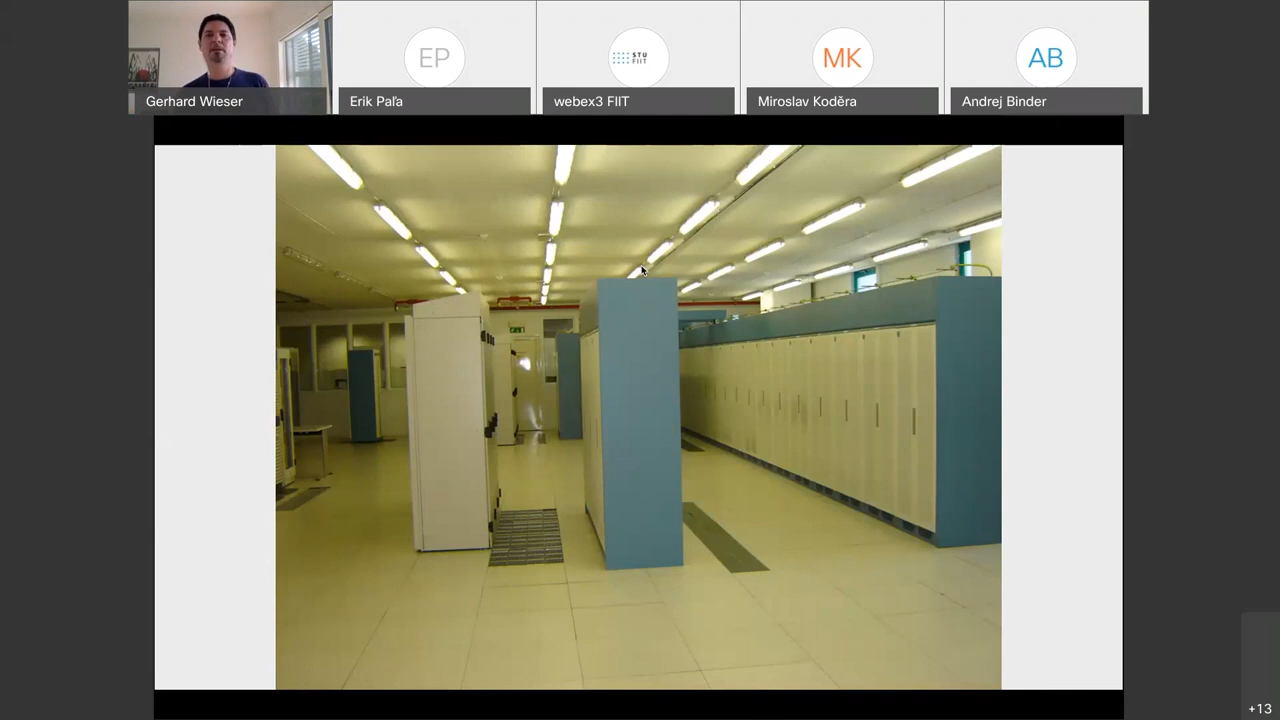 EP
STU
FIIT
MK
AB
Gerhard Wieser
Erik Paľa
webex3 FIIT
Miroslav Koděra
Andrej Binder
+13